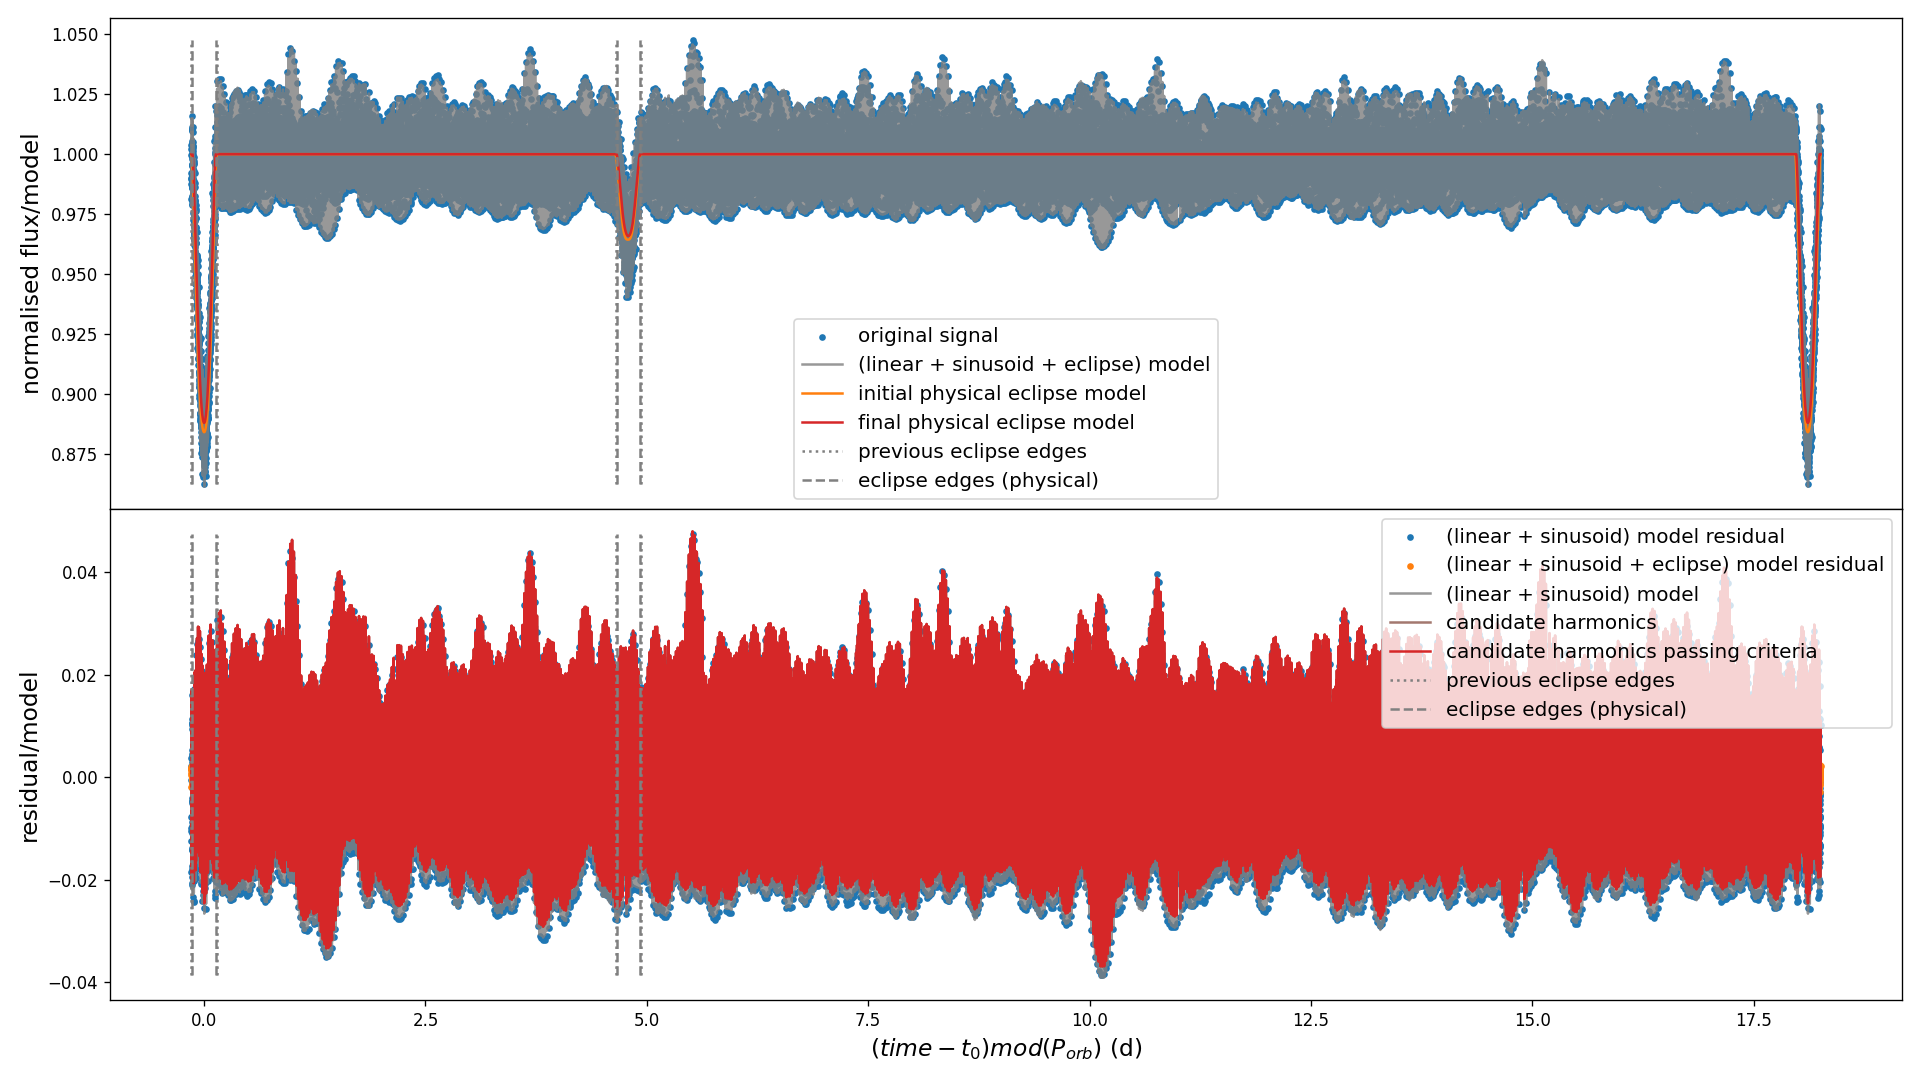 normalised flux/model
1.050
1.025
1.000
0.975
0.950
0.925
0.900
0.875
original signal
(linear + sinusoid + eclipse) model
initial physical eclipse model
final physical eclipse model
previous eclipse edges
eclipse edges (physical)
residual/model
0.04
0.02
0.00
−0.02
−0.04
(linear + sinusoid) model residual
(linear + sinusoid + eclipse) model residual
(linear + sinusoid) model
candidate harmonics
candidate harmonics passing criteria
previous eclipse edges
eclipse edges (physical)
0.0 2.5 5.0 7.5 10.0 12.5 15.0 17.5
(time − t₀)mod(P_orb) (d)